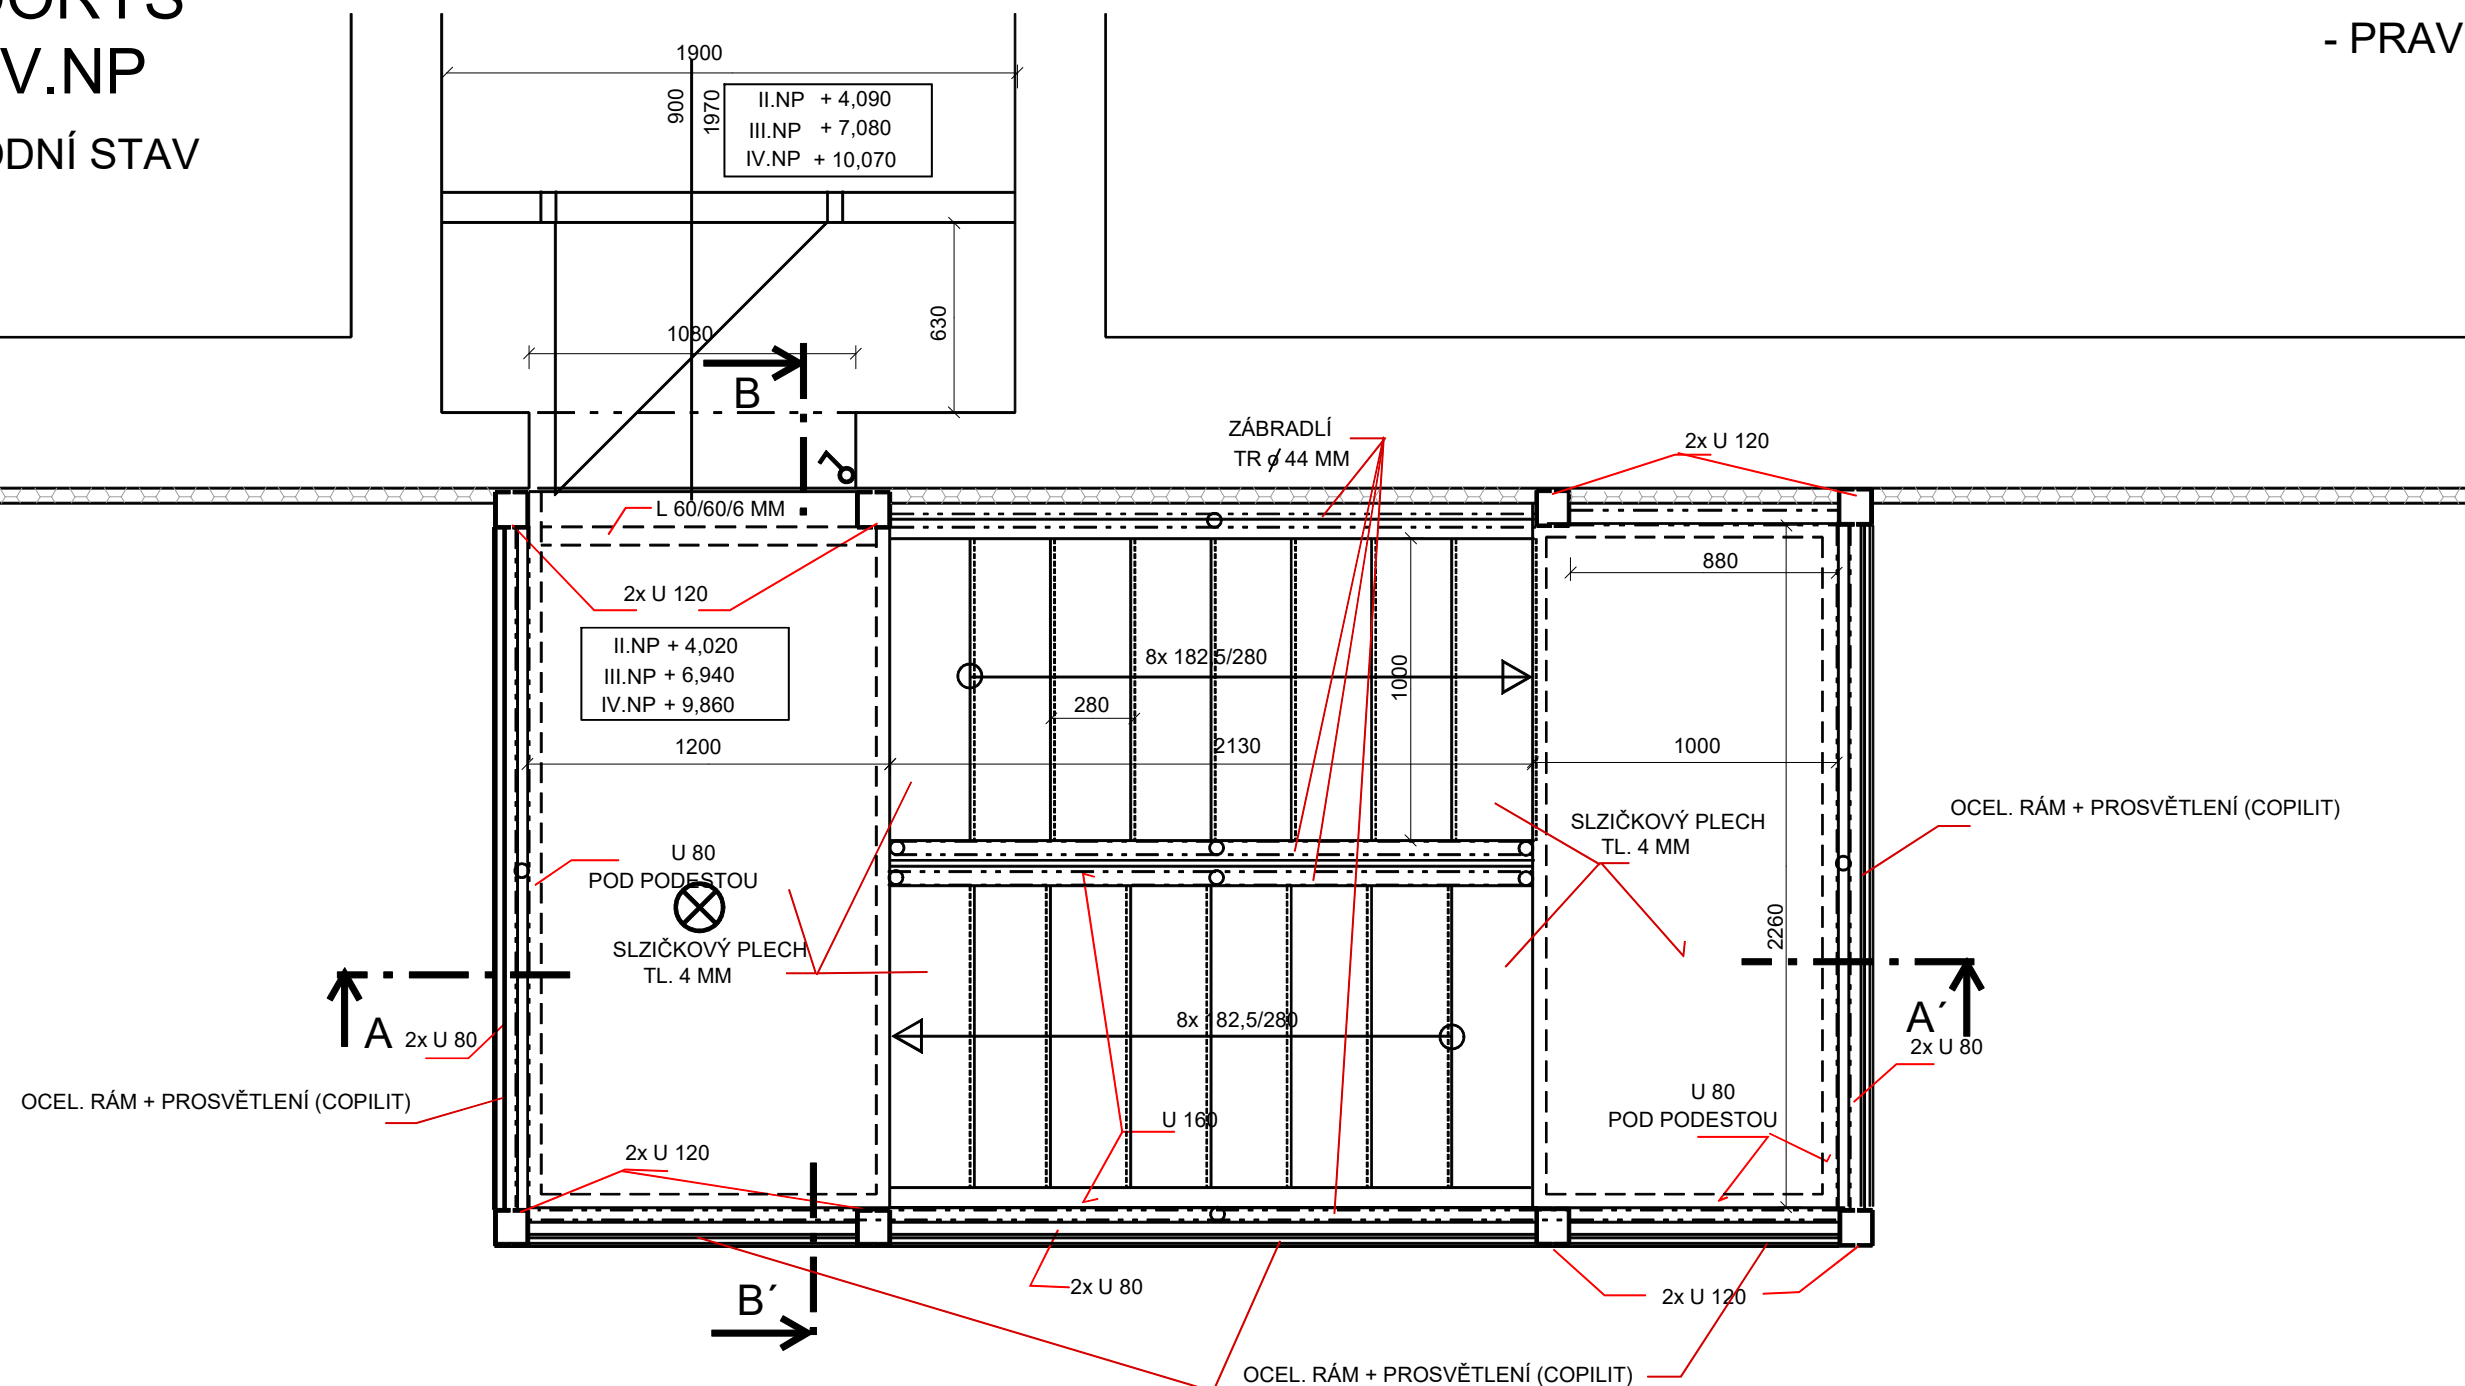 V.NP
ODNÍ STAV
- PRAV
1900
900
1970
II.NP + 4,090
III.NP + 7,080
IV.NP + 10,070
630
1080
B
ZÁBRADLÍ
TR ϕ 44 MM
2x U 120
L 60/60/6 MM
880
2x U 120
II.NP + 4,020
III.NP + 6,940
IV.NP + 9,860
8x 182,5/280
1000
280
1200
2130
1000
OCEL. RÁM + PROSVĚTLENÍ (COPILIT)
SLZIČKOVÝ PLECH
TL. 4 MM
U 80
POD PODESTOU
2260
SLZIČKOVÝ PLECH
TL. 4 MM
A
2x U 80
8x 182,5/280
A´
2x U 80
OCEL. RÁM + PROSVĚTLENÍ (COPILIT)
U 80
POD PODESTOU
U 160
2x U 120
B´
2x U 80
2x U 120
OCEL. RÁM + PROSVĚTLENÍ (COPILIT)